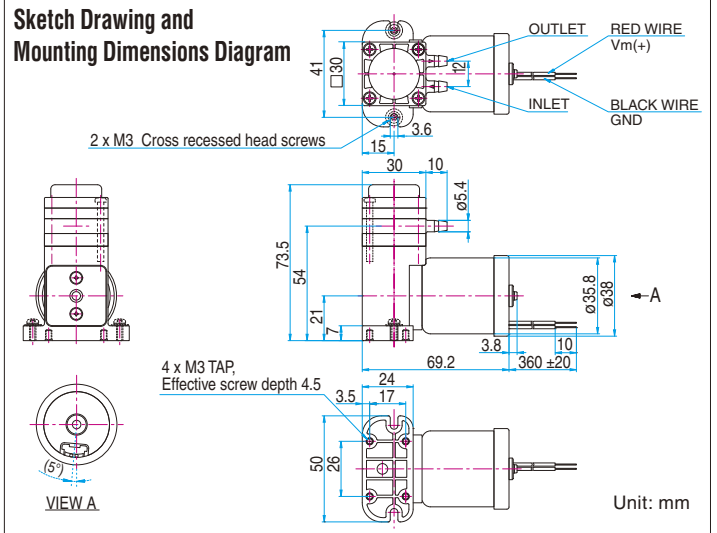 Sketch Drawing and
Mounting Dimensions Diagram
OUTLET
RED WIRE
Vm(+)
41
□30
12
INLET
BLACK WIRE
GND
2 x M3 Cross recessed head screws
3.6
15
30
10
ø5.4
73.5
54
21
7
ø35.8
ø38
A
3.8
10
69.2
360 ±20
4 x M3 TAP,
Effective screw depth 4.5
24
3.5
17
50
26
(5°)
VIEW A
Unit: mm